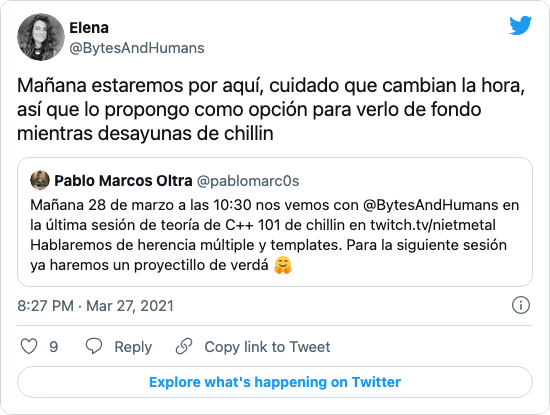 Elena
@BytesAndHumans
Mañana estaremos por aquí, cuidado que cambian la hora,
así que lo propongo como opción para verlo de fondo
mientras desayunas de chillin
Pablo Marcos Oltra @pablomarc0s
Mañana 28 de marzo a las 10:30 nos vemos con @BytesAndHumans en
la última sesión de teoría de C++ 101 de chillin en twitch.tv/nietmetal
Hablaremos de herencia múltiple y templates. Para la siguiente sesión
ya haremos un proyectillo de verdá 🤗
8:27 PM · Mar 27, 2021
9 Reply Copy link to Tweet
Explore what's happening on Twitter